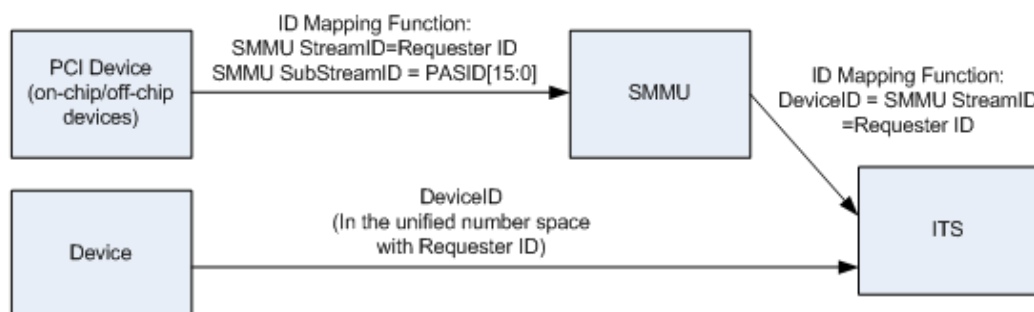 PCI Device
(on-chip/off-chip
devices)
ID Mapping Function:
SMMU StreamID=Requester ID
SMMU SubStreamID = PASID[15:0]
SMMU
ID Mapping Function:
DeviceID = SMMU StreamID
=Requester ID
Device
DeviceID
(In the unified number space
with Requester ID)
ITS